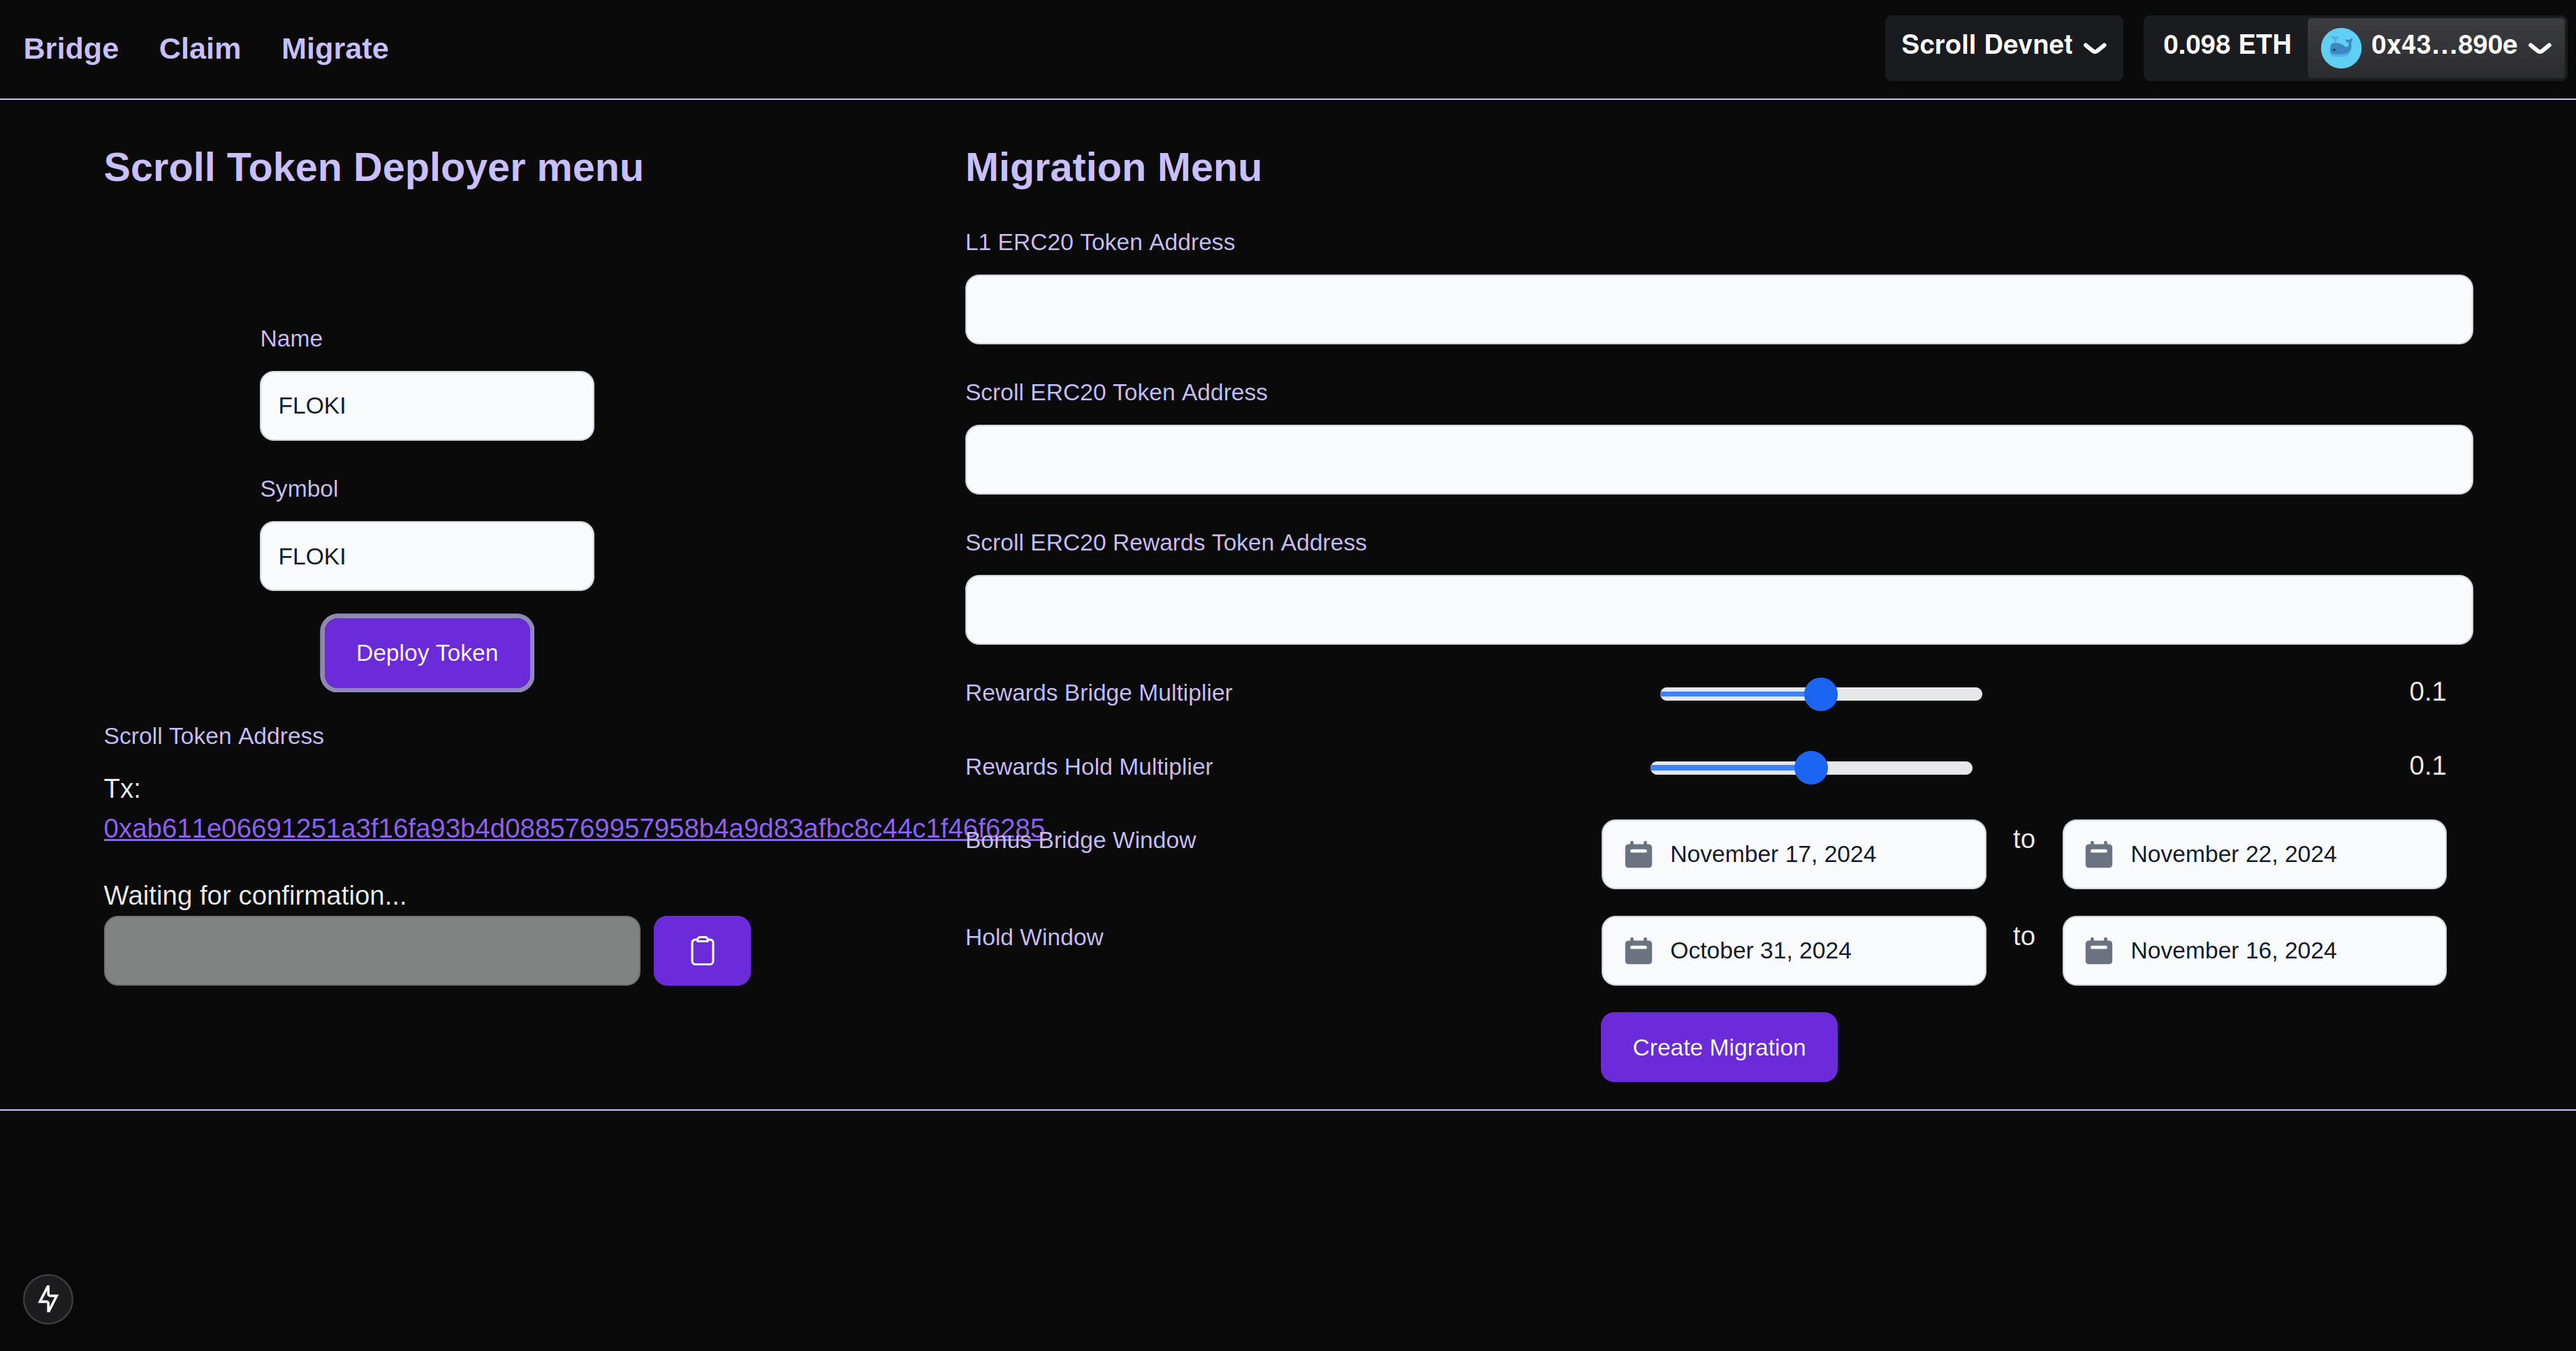 Bridge Claim Migrate
Scroll Devnet 0.098 ETH 0x43...890e
Scroll Token Deployer menu
Name
FLOKI
Symbol
FLOKI
Deploy Token
Scroll Token Address
Tx:
0xab611e06691251a3f16fa93b4d0885769957958b4a9d83afbc8c44c1f46f6285
Waiting for confirmation...
Migration Menu
L1 ERC20 Token Address
Scroll ERC20 Token Address
Scroll ERC20 Rewards Token Address
Rewards Bridge Multiplier 0.1
Rewards Hold Multiplier 0.1
Bonus Bridge Window November 17, 2024 to November 22, 2024
Hold Window October 31, 2024 to November 16, 2024
Create Migration